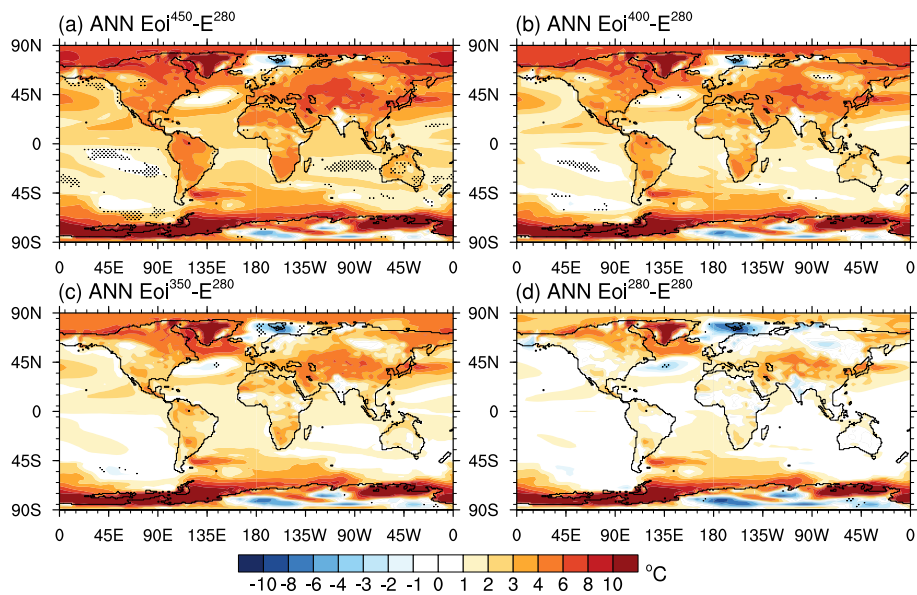 (a) ANN Eoi⁴⁵⁰-E²⁸⁰ (b) ANN Eoi⁴⁰⁰-E²⁸⁰
90N 90N
45N 45N
0 0
45S 45S
90S 90S
0 45E 90E 135E 180 135W 90W 45W 0 0 45E 90E 135E 180 135W 90W 45W 0
(c) ANN Eoi³⁵⁰-E²⁸⁰ (d) ANN Eoi²⁸⁰-E²⁸⁰
90N 90N
45N 45N
0 0
45S 45S
90S 90S
0 45E 90E 135E 180 135W 90W 45W 0 0 45E 90E 135E 180 135W 90W 45W 0
-10 -8 -6 -4 -2 -1 0 1 2 3 4 6 8 10 °C